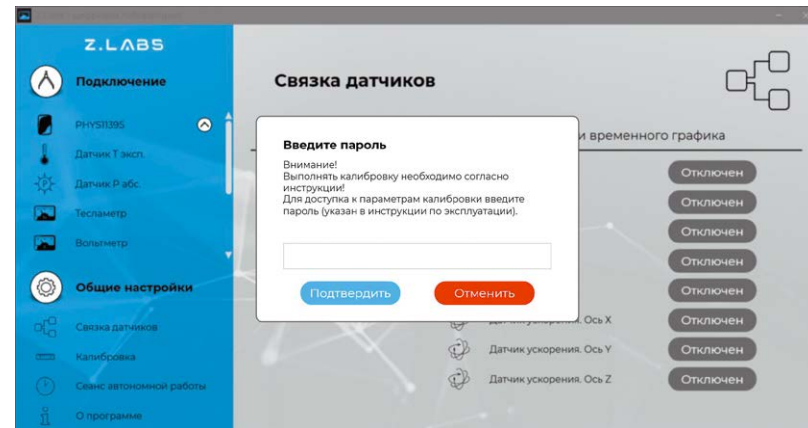 Z.LABS
Подключение
PHYS11395
Датчик Т эксп.
Датчик Р абс.
Тесламетр
Вольтметр
Общие настройки
Связка датчиков
Калибровка
Сеанс автономной работы
О программе
Связка датчиков
и временного графика
Отключен
Отключен
Отключен
Отключен
Отключен
Датчик ускорения. Ось X Отключен
Датчик ускорения. Ось Y Отключен
Датчик ускорения. Ось Z Отключен
Введите пароль
Внимание!
Выполнять калибровку необходимо согласно
инструкции!
Для доступа к параметрам калибровки введите
пароль (указан в инструкции по эксплуатации).
Подтвердить
Отменить